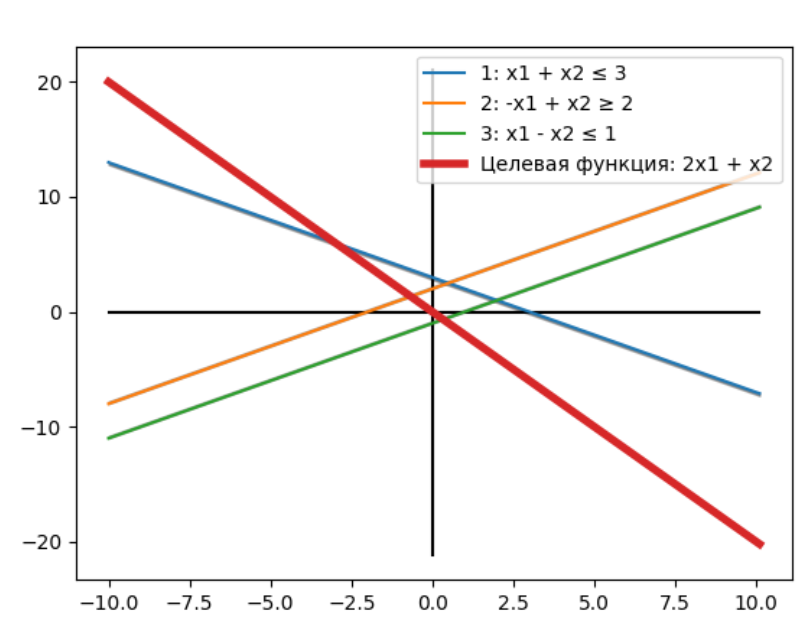 1: x1 + x2 ≤ 3
2: -x1 + x2 ≥ 2
3: x1 - x2 ≤ 1
Целевая функция: 2x1 + x2
20
10
0
−10
−20
−10.0 −7.5 −5.0 −2.5 0.0 2.5 5.0 7.5 10.0